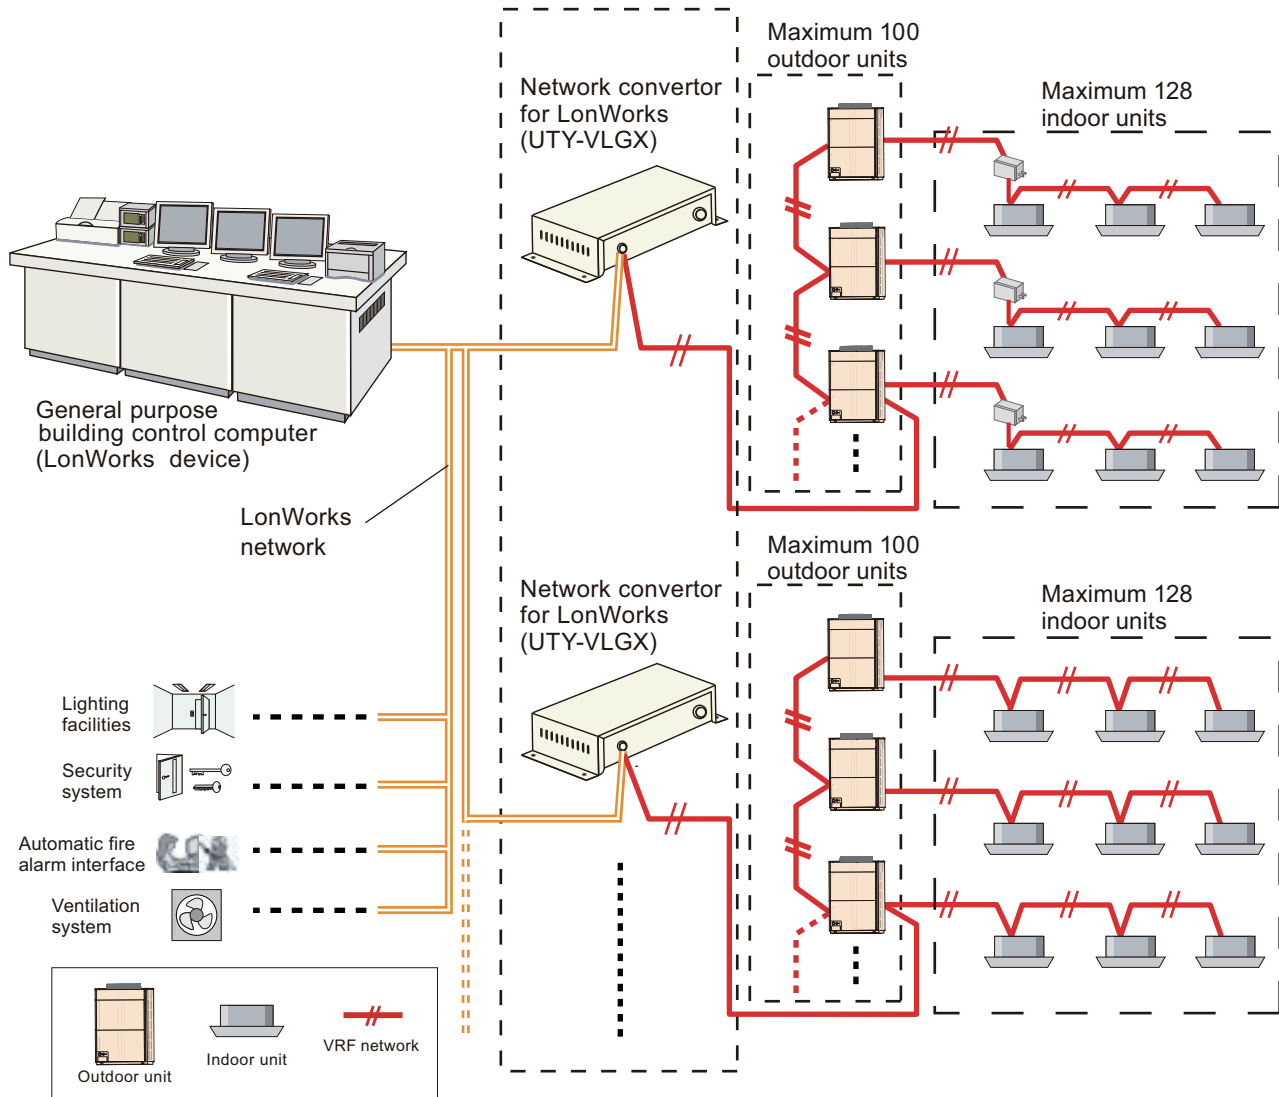 Maximum 100
outdoor units
Network convertor
for LonWorks
(UTY-VLGX)
Maximum 128
indoor units
General purpose
building control computer
(LonWorks device)
LonWorks
network
Maximum 100
outdoor units
Network convertor
for LonWorks
(UTY-VLGX)
Maximum 128
indoor units
Lighting
facilities
Security
system
Automatic fire
alarm interface
Ventilation
system
Outdoor unit
Indoor unit
VRF network